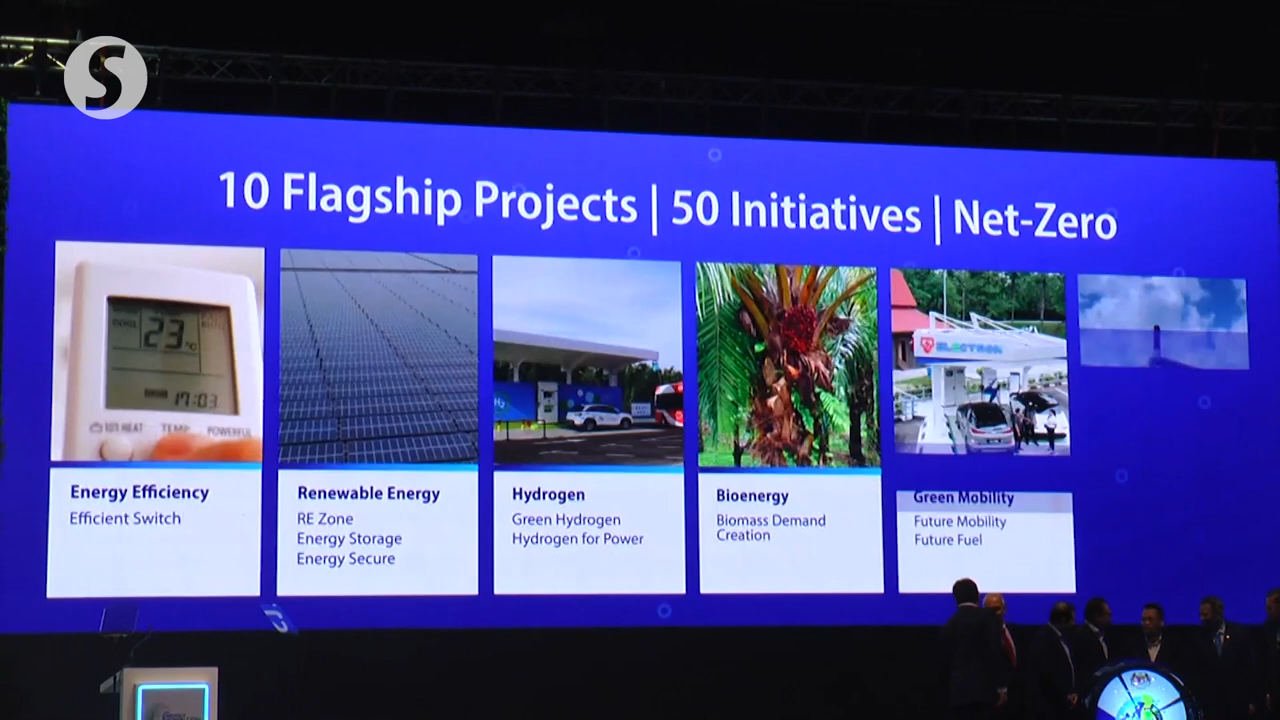 S
10 Flagship Projects | 50 Initiatives | Net-Zero
23 °C
17:03
HEAT TEMP POWERFUL
H2
ELECTRON
Energy Efficiency
Efficient Switch
Renewable Energy
RE Zone
Energy Storage
Energy Secure
Hydrogen
Green Hydrogen
Hydrogen for Power
Bioenergy
Biomass Demand
Creation
Green Mobility
Future Mobility
Future Fuel